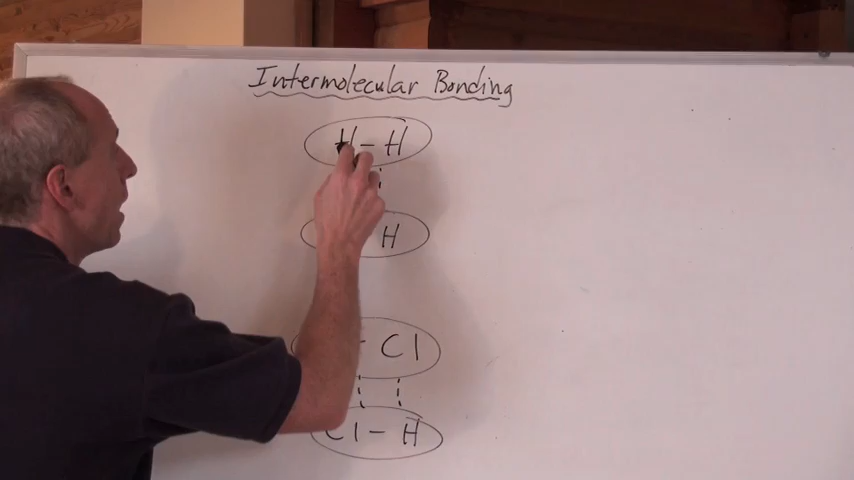 Intermolecular Bonding
H - H
H
- Cl
Cl - H